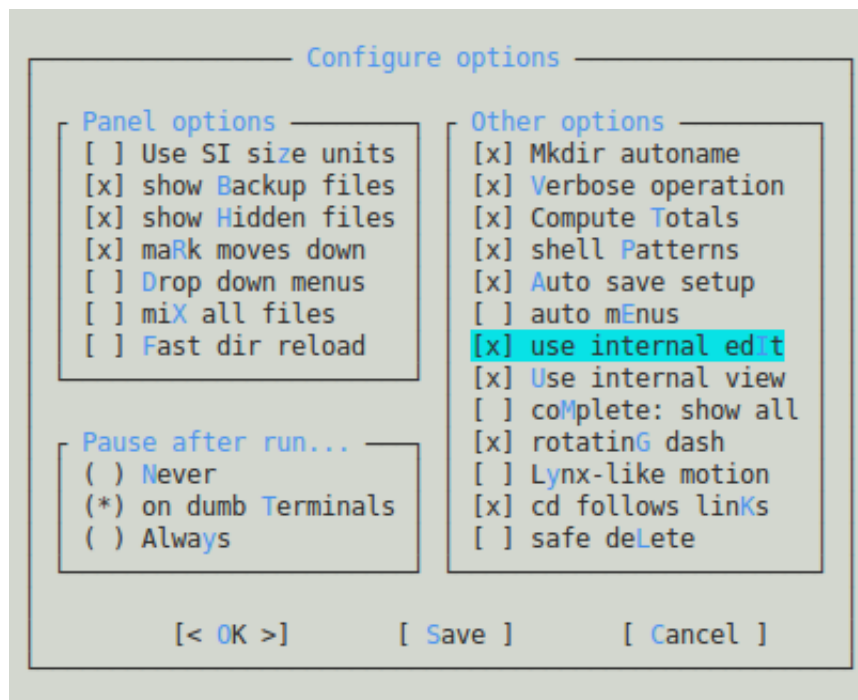 Configure options
Panel options
[ ] Use SI size units
[x] show Backup files
[x] show Hidden files
[x] maRk moves down
[ ] Drop down menus
[ ] miX all files
[ ] Fast dir reload
Pause after run...
( ) Never
(*) on dumb Terminals
( ) Always
Other options
[x] Mkdir autoname
[x] Verbose operation
[x] Compute Totals
[x] shell Patterns
[x] Auto save setup
[ ] auto mEnus
[x] use internal edIt
[x] Use internal view
[ ] coMplete: show all
[x] rotatinG dash
[ ] Lynx-like motion
[x] cd follows linKs
[ ] safe deLete
[< OK >] [ Save ] [ Cancel ]